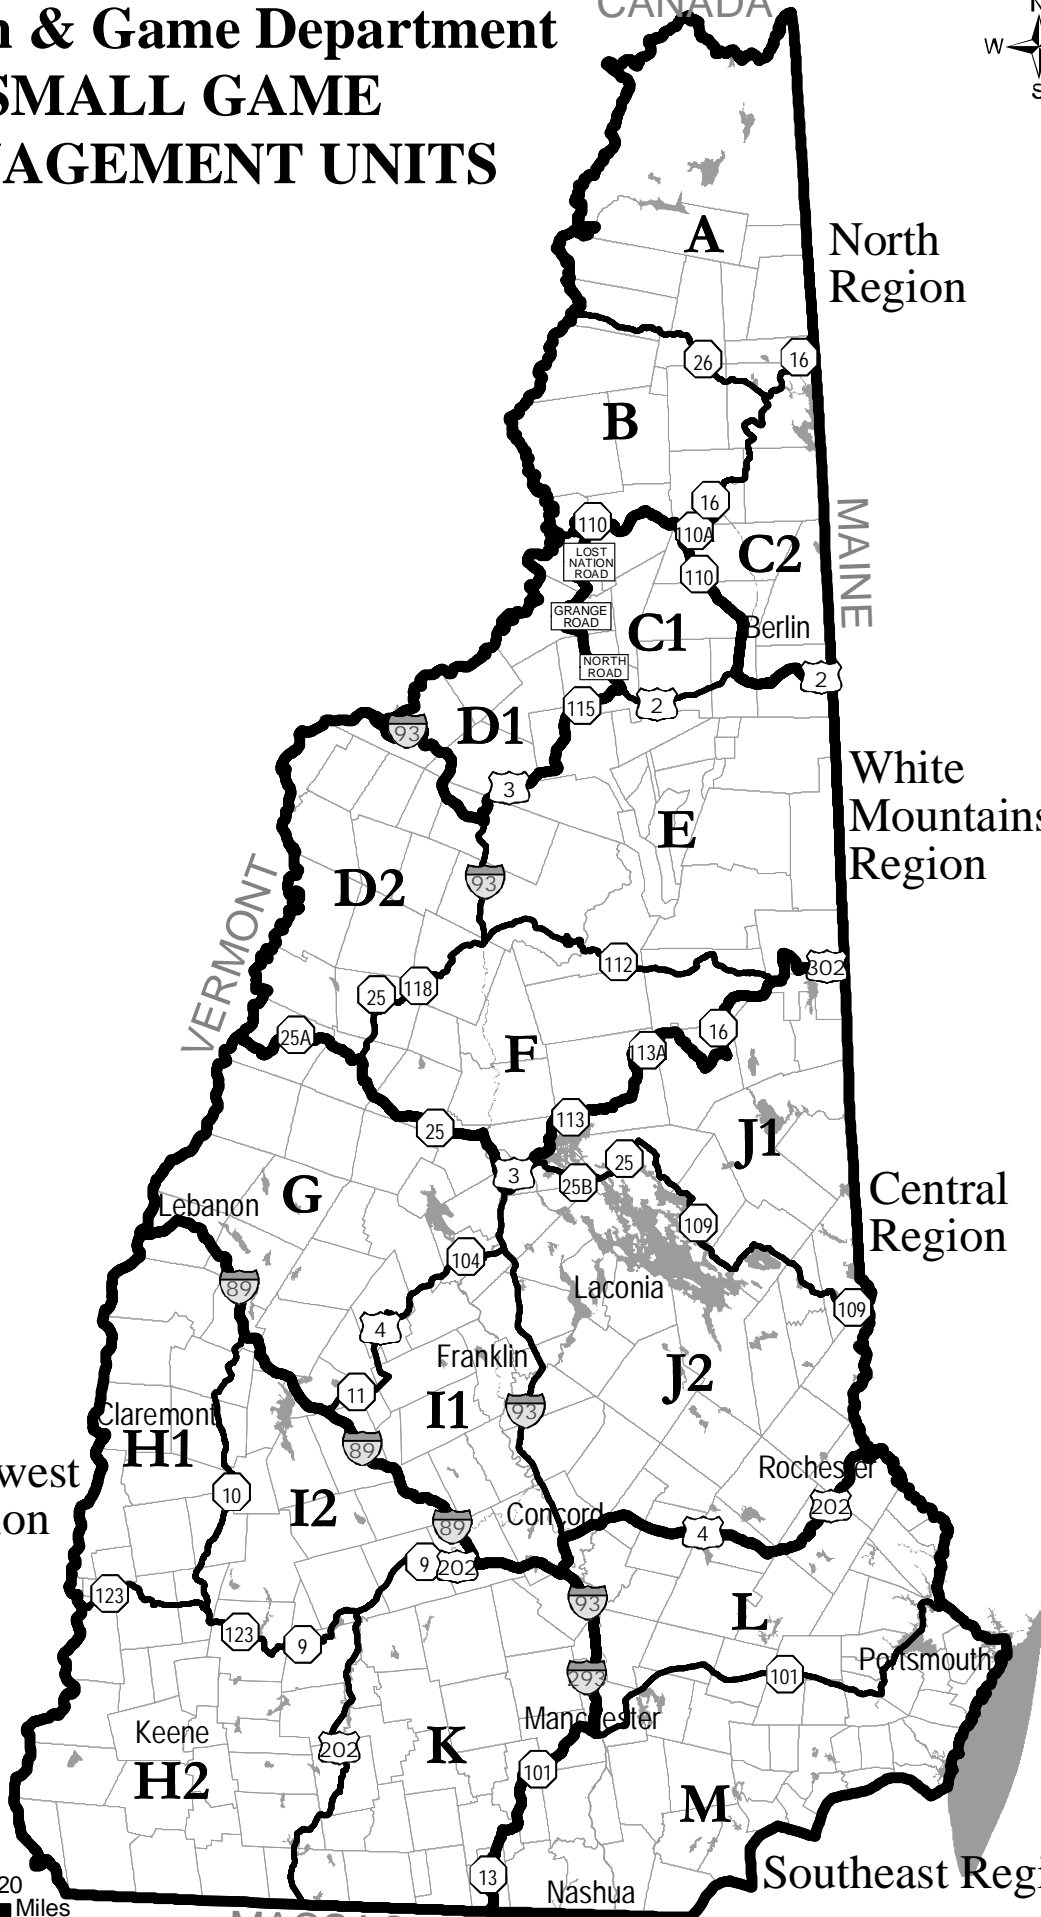 CANADA
& Game Department
SMALL GAME
UNITS
N
W
S
A
North
Region
26
16
B
16
110
110A
LOST
NATION
ROAD
C2
110
MAINE
GRANGE
ROAD
C1
Berlin
NORTH
ROAD
2
115
2
93
D1
3
White
Mountains
Region
E
93
D2
VERMONT
112
302
118
25
16
25A
113A
F
113
25
J1
25
3
25B
G
Lebanon
109
Central
Region
104
89
Laconia
109
4
Franklin
J2
11
I1
93
Claremont
H1
89
Rochester
10
I2
202
Concord
89
4
9
202
123
93
L
123
9
Portsmouth
101
293
Manchester
Keene
202
K
101
H2
M
Southeast
13
Nashua
20
Miles